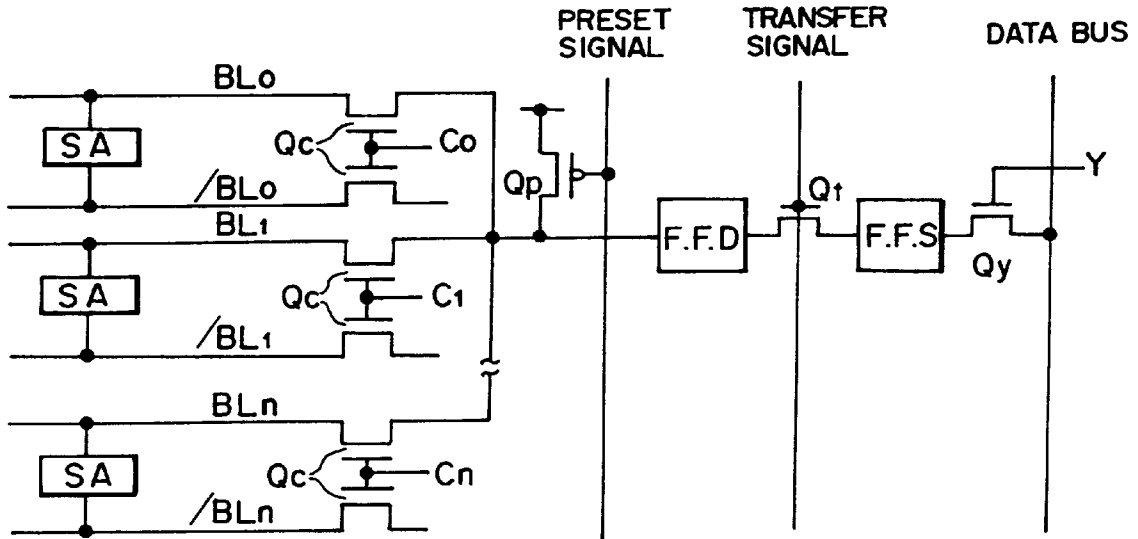 PRESET
SIGNAL
TRANSFER
SIGNAL
DATA BUS
BLo
SA
Qc
Co
/BLo
Qp
Qt
Y
BL1
F.F.D
F.F.S
Qy
SA
Qc
C1
/BL1
BLn
SA
Qc
Cn
/BLn